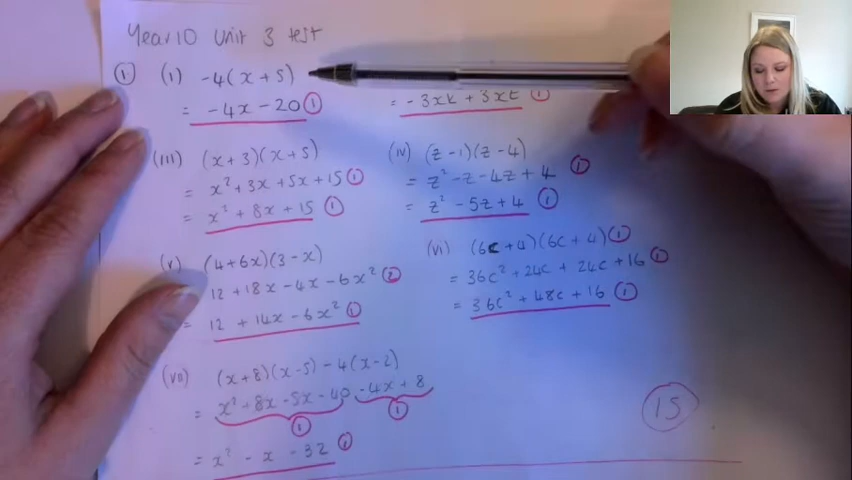 Year 10 Unit 3 test
① (i) -4(x+5)
= -4x - 20 ①
= -3xk + 3xt ①
(iii) (x+3)(x+5)
= x² + 3x + 5x + 15 ①
= x² + 8x + 15 ①
(iv) (z-1)(z-4)
= z² - z - 4z + 4 ①
= z² - 5z + 4 ①
(v) (4+6x)(3-x)
12 + 18x - 4x - 6x² ①
= 12 + 14x - 6x² ①
(vi) (6c+4)(6c+4) ①
= 36c² + 24c + 24c + 16 ①
= 36c² + 48c + 16 ①
(vii) (x+8)(x-5) - 4(x-2)
= x² + 8x - 5x - 40 - 4x + 8
① ①
= x² - x - 32 ①
15